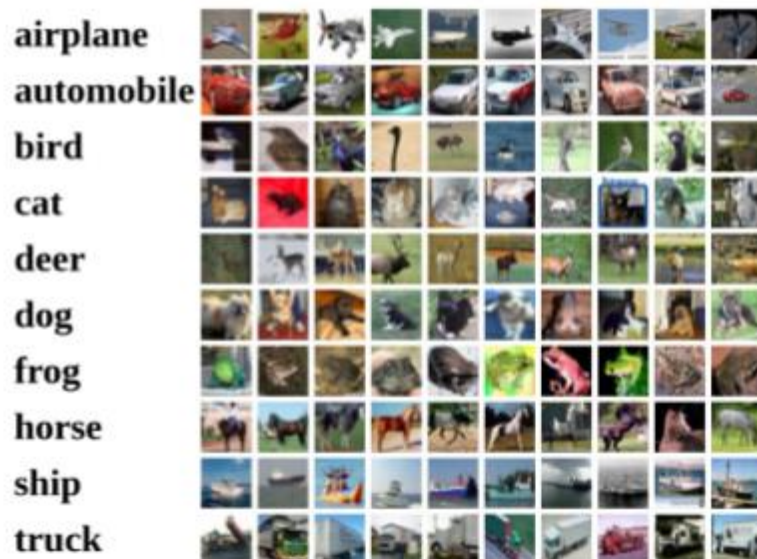 airplane
automobile
bird
cat
deer
dog
frog
horse
ship
truck